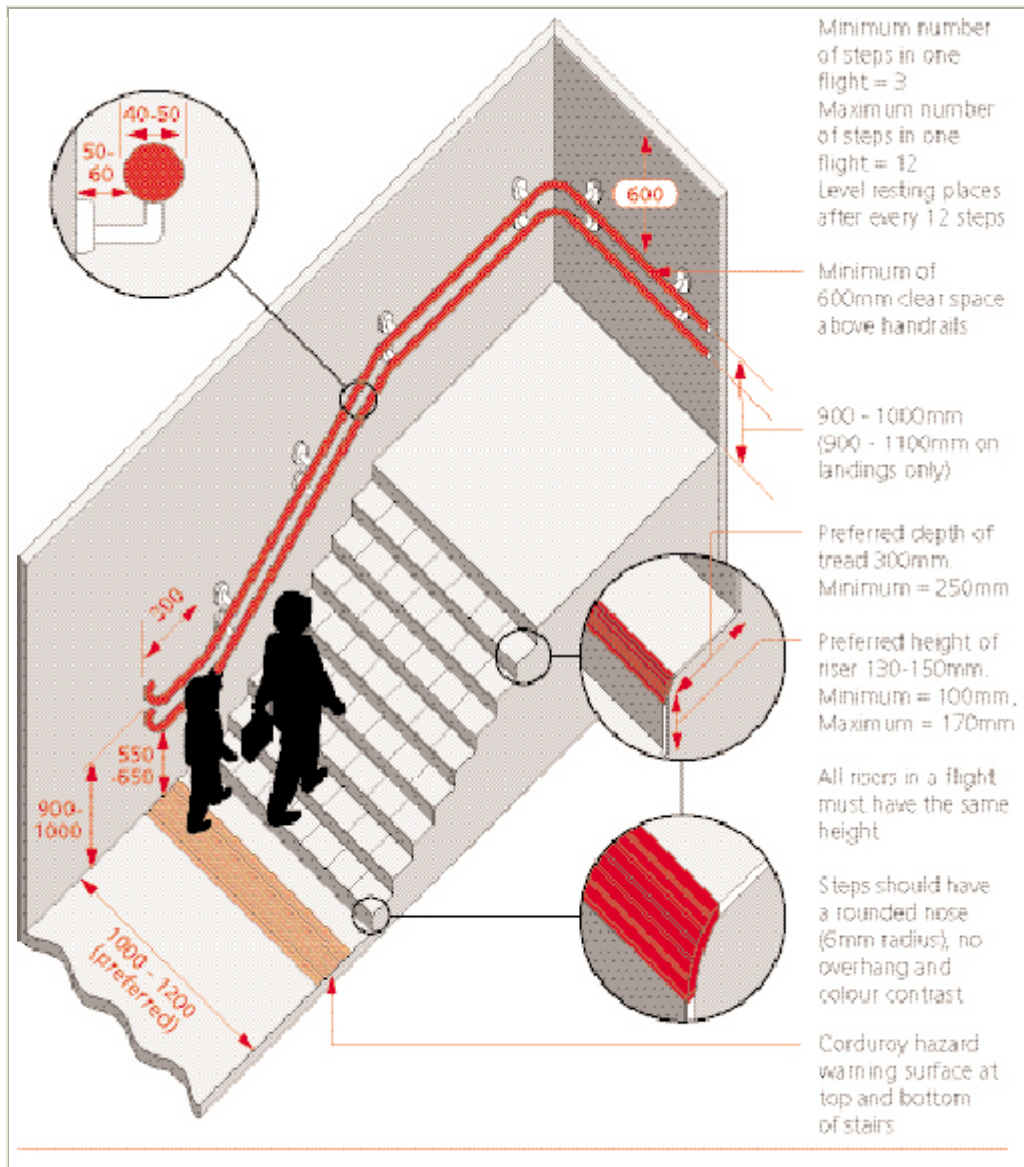 40-50
50-
60
600
300
550
-650
900-
1000
1000 - 1200
(preferred)
Minimum number
of steps in one
flight = 3
Maximum number
of steps in one
flight = 12
Level resting places
after every 12 steps
Minimum of
600mm clear space
above handrails
900 - 1000mm
(900 - 1100mm on
landings only)
Preferred depth of
tread 300mm.
Minimum = 250mm
Preferred height of
riser 130-150mm.
Minimum = 100mm,
Maximum = 170mm
All risers in a flight
must have the same
height
Steps should have
a rounded nose
(6mm radius), no
overhang and
colour contrast
Corduroy hazard
warning surface at
top and bottom
of stairs